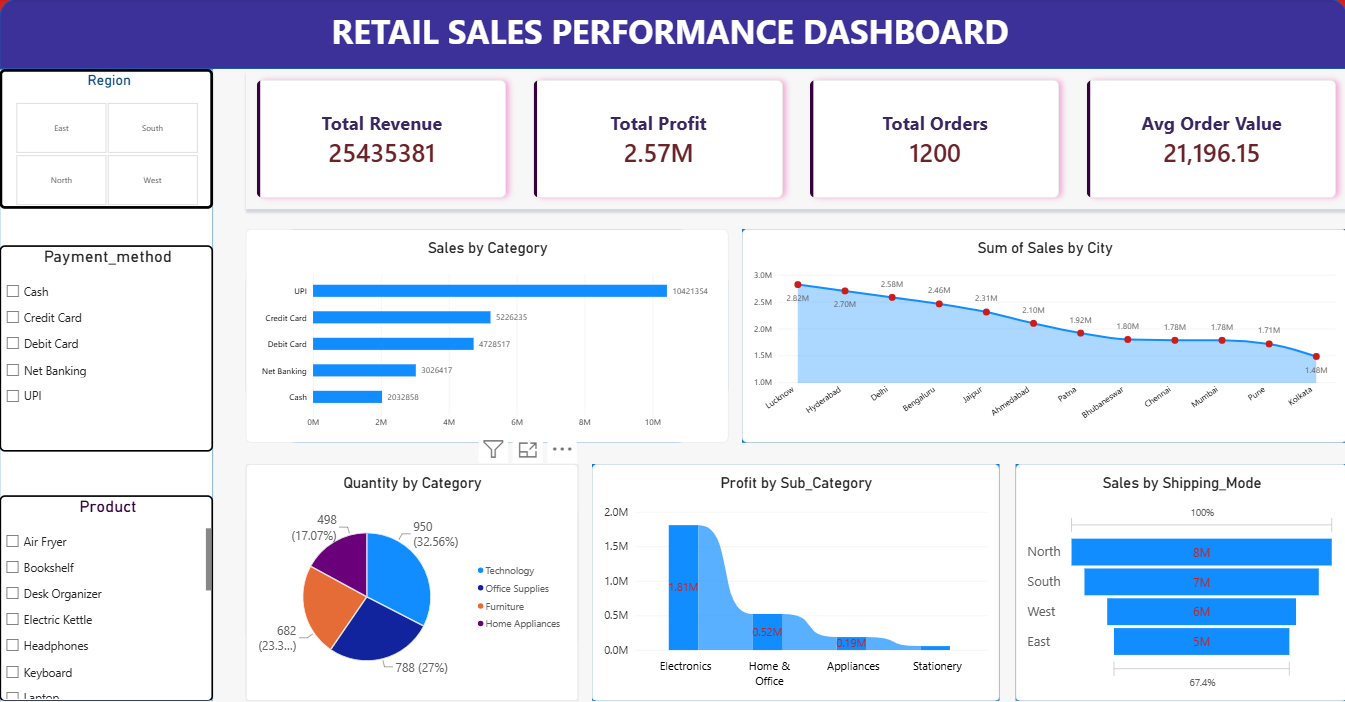 RETAIL SALES PERFORMANCE DASHBOARD
Region
East
South
North
West
Payment_method
Cash
Credit Card
Debit Card
Net Banking
UPI
Product
Air Fryer
Bookshelf
Desk Organizer
Electric Kettle
Headphones
Keyboard
Laptop
Total Revenue
25435381
Total Profit
2.57M
Total Orders
1200
Avg Order Value
21,196.15
Sales by Category
UPI
10421354
Credit Card
5226235
Debit Card
4728517
Net Banking
3026417
Cash
2032858
0M 2M 4M 6M 8M 10M
Sum of Sales by City
3.0M
2.5M
2.0M
1.5M
1.0M
2.82M
2.70M
2.58M
2.46M
2.31M
2.10M
1.92M
1.80M
1.78M
1.78M
1.71M
1.48M
Lucknow
Hyderabad
Delhi
Bengaluru
Jaipur
Ahmedabad
Patna
Bhubaneswar
Chennai
Mumbai
Pune
Kolkata
Quantity by Category
498
(17.07%)
950
(32.56%)
682
(23.3...)
788 (27%)
Technology
Office Supplies
Furniture
Home Appliances
Profit by Sub_Category
2.0M
1.5M
1.0M
0.5M
0.0M
1.81M
0.52M
0.19M
Electronics
Home &
Office
Appliances
Stationery
Sales by Shipping_Mode
100%
North
8M
South
7M
West
6M
East
5M
67.4%